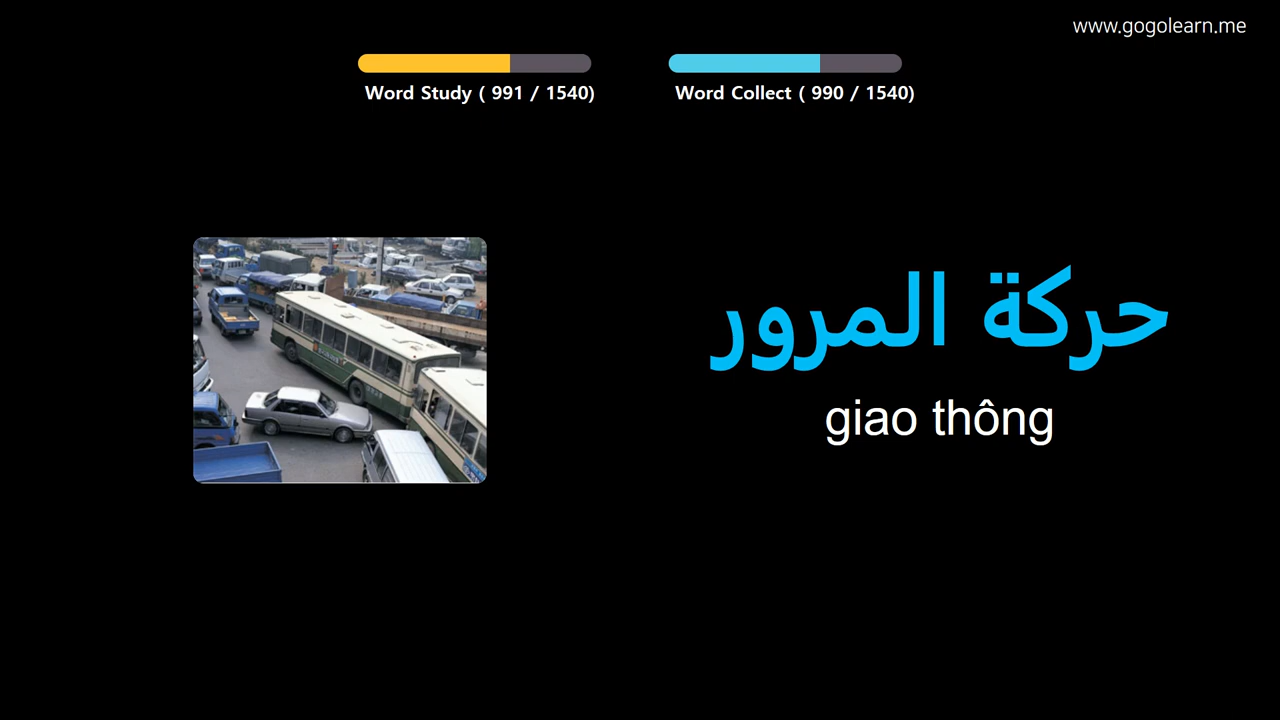 www.gogolearn.me
Word Study ( 991 / 1540)
Word Collect ( 990 / 1540)
حركة المرور
giao thông